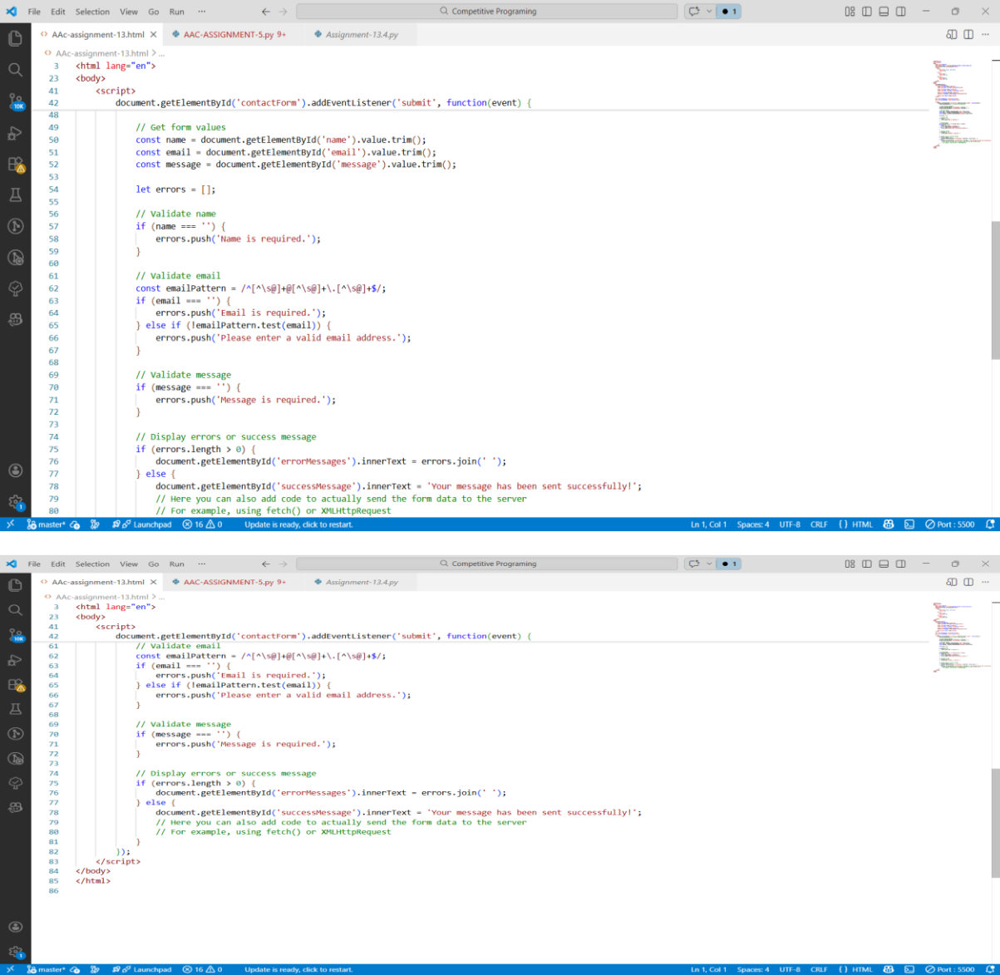 File Edit Selection View Go Run ··· ← → Competitive Programing 1
AAc-assignment-13.html × AAC-ASSIGNMENT-5.py 9+ Assignment-13.4.py
AAc-assignment-13.html > ...
3 <html lang="en">
23 <body>
41 <script>
42 document.getElementById('contactForm').addEventListener('submit', function(event) {
48
49 // Get form values
50 const name = document.getElementById('name').value.trim();
51 const email = document.getElementById('email').value.trim();
52 const message = document.getElementById('message').value.trim();
53
54 let errors = [];
55
56 // Validate name
57 if (name === '') {
58 errors.push('Name is required.');
59 }
60
61 // Validate email
62 const emailPattern = /^[^\s@]+@[^\s@]+\.[^\s@]+$/;
63 if (email === '') {
64 errors.push('Email is required.');
65 } else if (!emailPattern.test(email)) {
66 errors.push('Please enter a valid email address.');
67 }
68
69 // Validate message
70 if (message === '') {
71 errors.push('Message is required.');
72 }
73
74 // Display errors or success message
75 if (errors.length > 0) {
76 document.getElementById('errorMessages').innerText = errors.join(' ');
77 } else {
78 document.getElementById('successMessage').innerText = 'Your message has been sent successfully!';
79 // Here you can also add code to actually send the form data to the server
80 // For example, using fetch() or XMLHttpRequest
10K
1
master* Launchpad 16 0 Update is ready, click to restart. Ln 1, Col 1 Spaces: 4 UTF-8 CRLF { } HTML Port : 5500
File Edit Selection View Go Run ··· ← → Competitive Programing 1
AAc-assignment-13.html × AAC-ASSIGNMENT-5.py 9+ Assignment-13.4.py
AAc-assignment-13.html > ...
3 <html lang="en">
23 <body>
41 <script>
42 document.getElementById('contactForm').addEventListener('submit', function(event) {
61 // Validate email
62 const emailPattern = /^[^\s@]+@[^\s@]+\.[^\s@]+$/;
63 if (email === '') {
64 errors.push('Email is required.');
65 } else if (!emailPattern.test(email)) {
66 errors.push('Please enter a valid email address.');
67 }
68
69 // Validate message
70 if (message === '') {
71 errors.push('Message is required.');
72 }
73
74 // Display errors or success message
75 if (errors.length > 0) {
76 document.getElementById('errorMessages').innerText = errors.join(' ');
77 } else {
78 document.getElementById('successMessage').innerText = 'Your message has been sent successfully!';
79 // Here you can also add code to actually send the form data to the server
80 // For example, using fetch() or XMLHttpRequest
81 }
82 });
83 </script>
84 </body>
85 </html>
86
10K
1
master* Launchpad 16 0 Update is ready, click to restart. Ln 1, Col 1 Spaces: 4 UTF-8 CRLF { } HTML Port : 5500